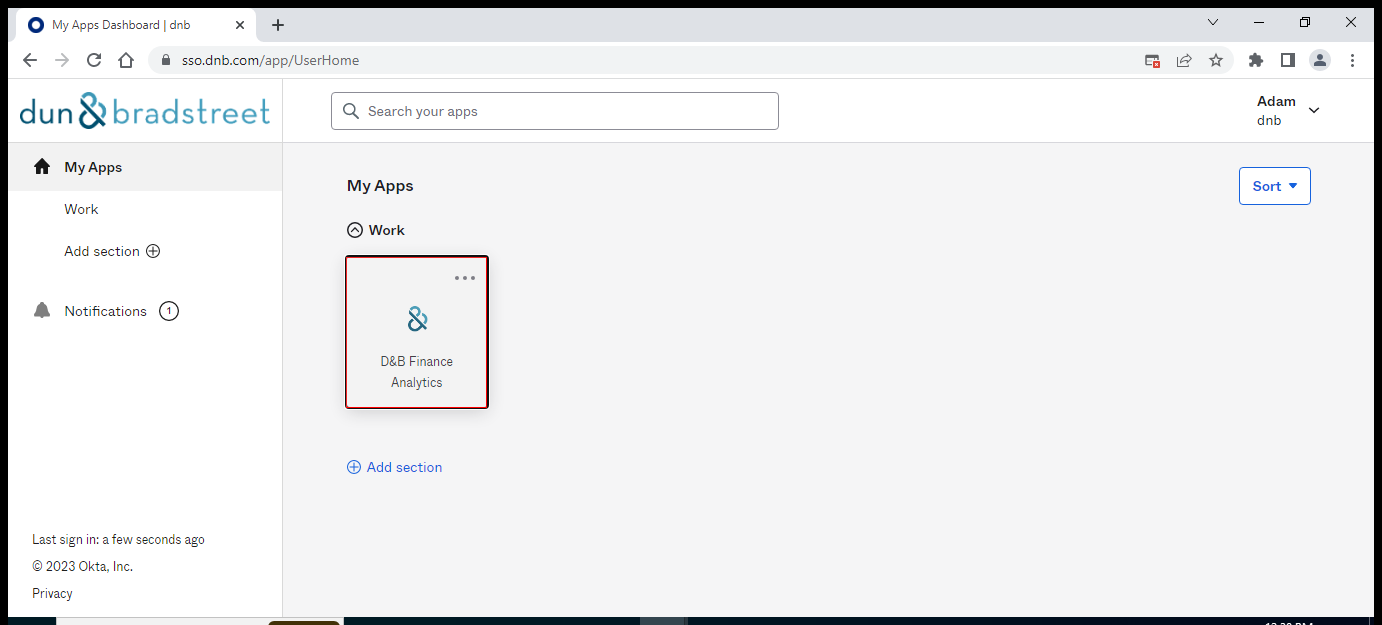 My Apps Dashboard | dnb
sso.dnb.com/app/UserHome
dun&bradstreet
Search your apps
Adam
dnb
My Apps
Work
Add section
Notifications 1
My Apps
Sort
Work
D&B Finance
Analytics
Add section
Last sign in: a few seconds ago
© 2023 Okta, Inc.
Privacy